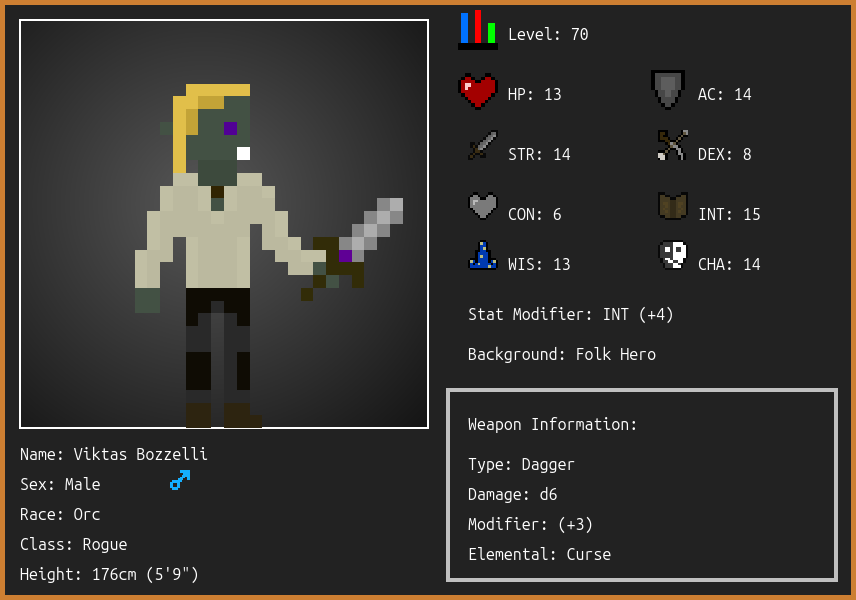 Level: 70
HP: 13
AC: 14
STR: 14
DEX: 8
CON: 6
INT: 15
WIS: 13
CHA: 14
Stat Modifier: INT (+4)
Background: Folk Hero
Weapon Information:
Type: Dagger
Damage: d6
Modifier: (+3)
Elemental: Curse
Name: Viktas Bozzelli
Sex: Male
Race: Orc
Class: Rogue
Height: 176cm (5'9")